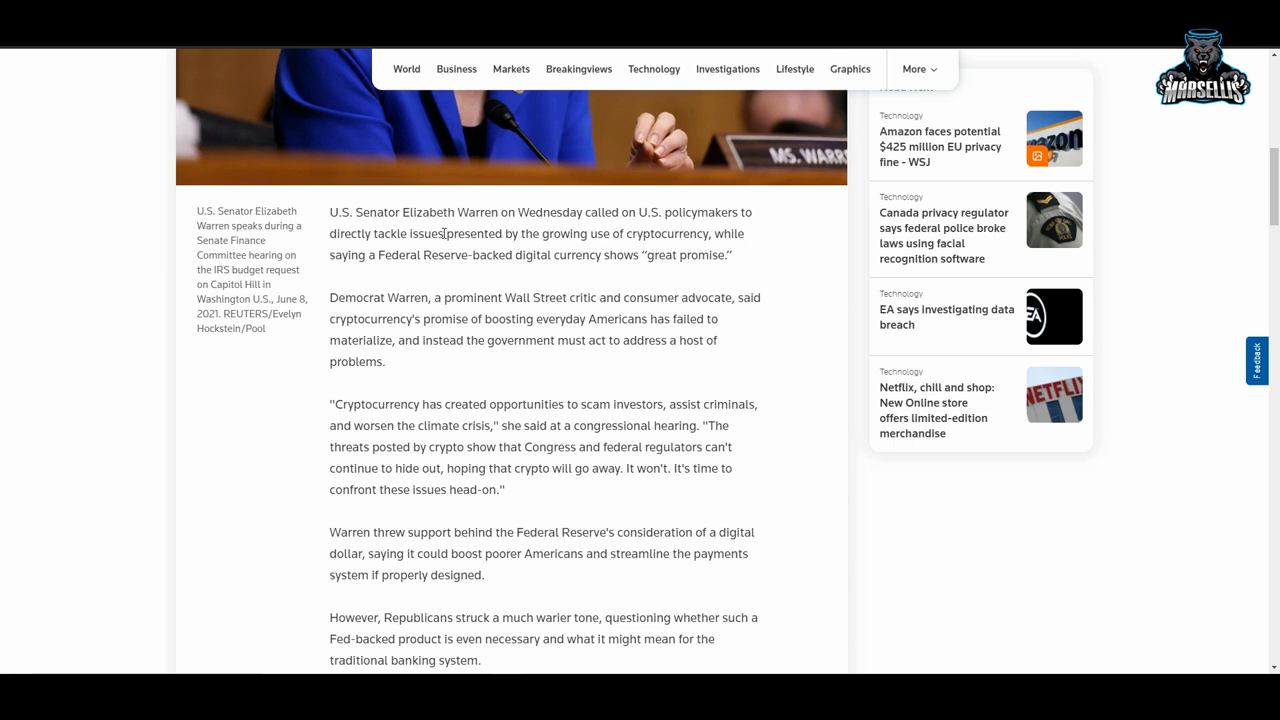 World Business Markets Breakingviews Technology Investigations Lifestyle Graphics More
MARSELLIS
MS. WARR
U.S. Senator Elizabeth
Warren speaks during a
Senate Finance
Committee hearing on
the IRS budget request
on Capitol Hill in
Washington U.S., June 8,
2021. REUTERS/Evelyn
Hockstein/Pool
U.S. Senator Elizabeth Warren on Wednesday called on U.S. policymakers to
directly tackle issues presented by the growing use of cryptocurrency, while
saying a Federal Reserve-backed digital currency shows “great promise.”
Democrat Warren, a prominent Wall Street critic and consumer advocate, said
cryptocurrency's promise of boosting everyday Americans has failed to
materialize, and instead the government must act to address a host of
problems.
"Cryptocurrency has created opportunities to scam investors, assist criminals,
and worsen the climate crisis," she said at a congressional hearing. "The
threats posted by crypto show that Congress and federal regulators can't
continue to hide out, hoping that crypto will go away. It won't. It's time to
confront these issues head-on."
Warren threw support behind the Federal Reserve's consideration of a digital
dollar, saying it could boost poorer Americans and streamline the payments
system if properly designed.
However, Republicans struck a much warier tone, questioning whether such a
Fed-backed product is even necessary and what it might mean for the
traditional banking system.
Technology
Amazon faces potential
$425 million EU privacy
fine - WSJ
azon
Technology
Canada privacy regulator
says federal police broke
laws using facial
recognition software
Technology
EA says investigating data
breach
EA
Technology
Netflix, chill and shop:
New Online store
offers limited-edition
merchandise
NETFLIX
Feedback